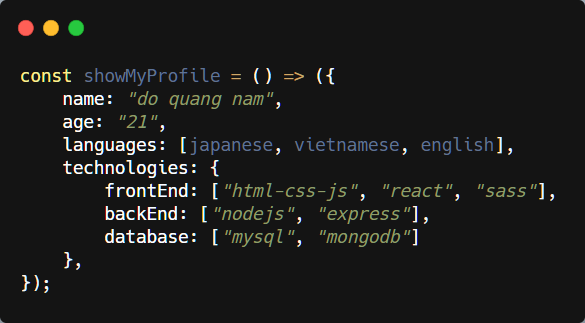 const showMyProfile = () => ({
    name: "do quang nam",
    age: "21",
    languages: [japanese, vietnamese, english],
    technologies: {
        frontEnd: ["html-css-js", "react", "sass"],
        backEnd: ["nodejs", "express"],
        database: ["mysql", "mongodb"]
    },
});